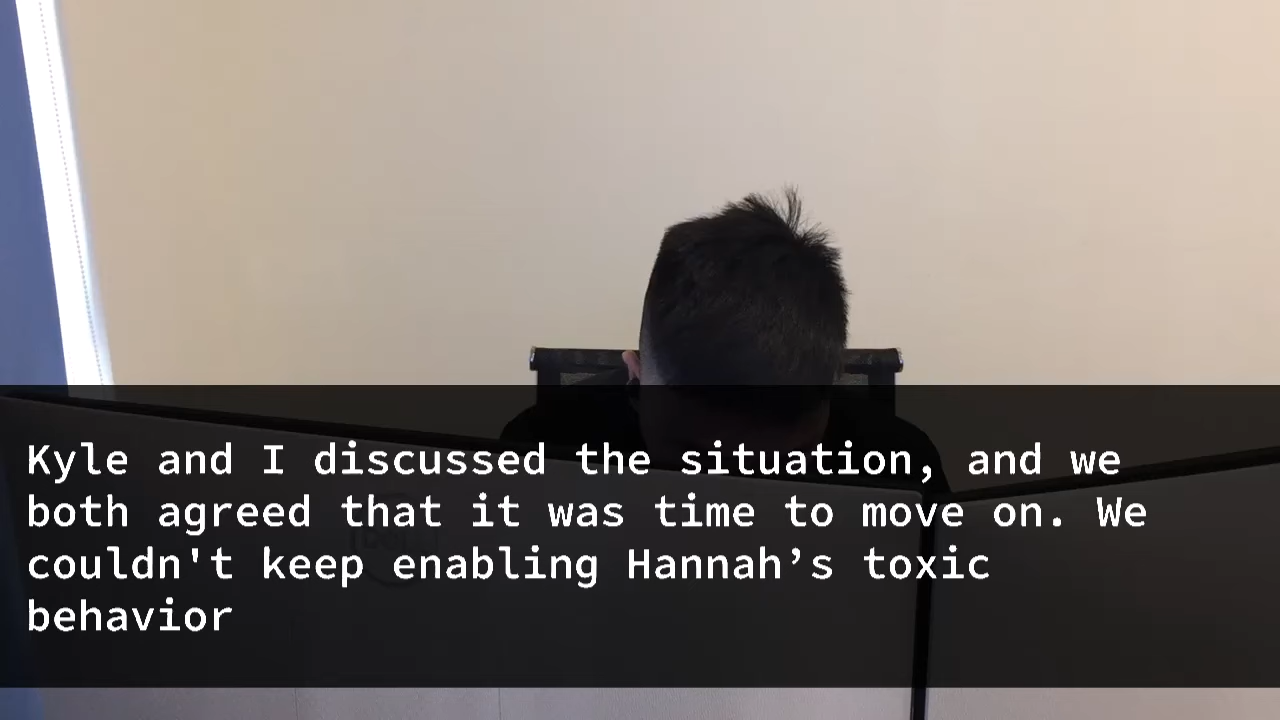 Kyle and I discussed the situation, and we
both agreed that it was time to move on. We
couldn't keep enabling Hannah’s toxic
behavior